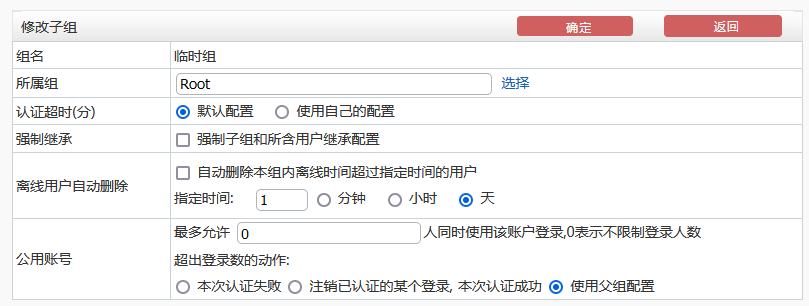 修改子组 确定 返回
组名 临时组
所属组 Root 选择
认证超时(分) 默认配置 使用自己的配置
强制继承 强制子组和所含用户继承配置
离线用户自动删除 自动删除本组内离线时间超过指定时间的用户
指定时间: 1 分钟 小时 天
公用账号 最多允许 0 人同时使用该账户登录,0表示不限制登录人数
超出登录数的动作:
本次认证失败 注销已认证的某个登录, 本次认证成功 使用父组配置